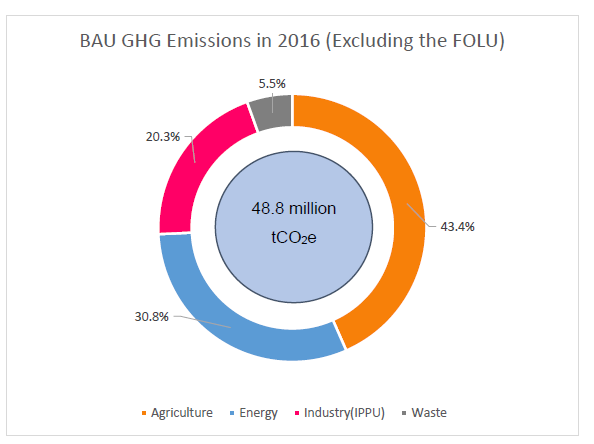 BAU GHG Emissions in 2016 (Excluding the FOLU)
5.5%
20.3%
48.8 million
tCO2e
43.4%
30.8%
Agriculture Energy Industry(IPPU) Waste